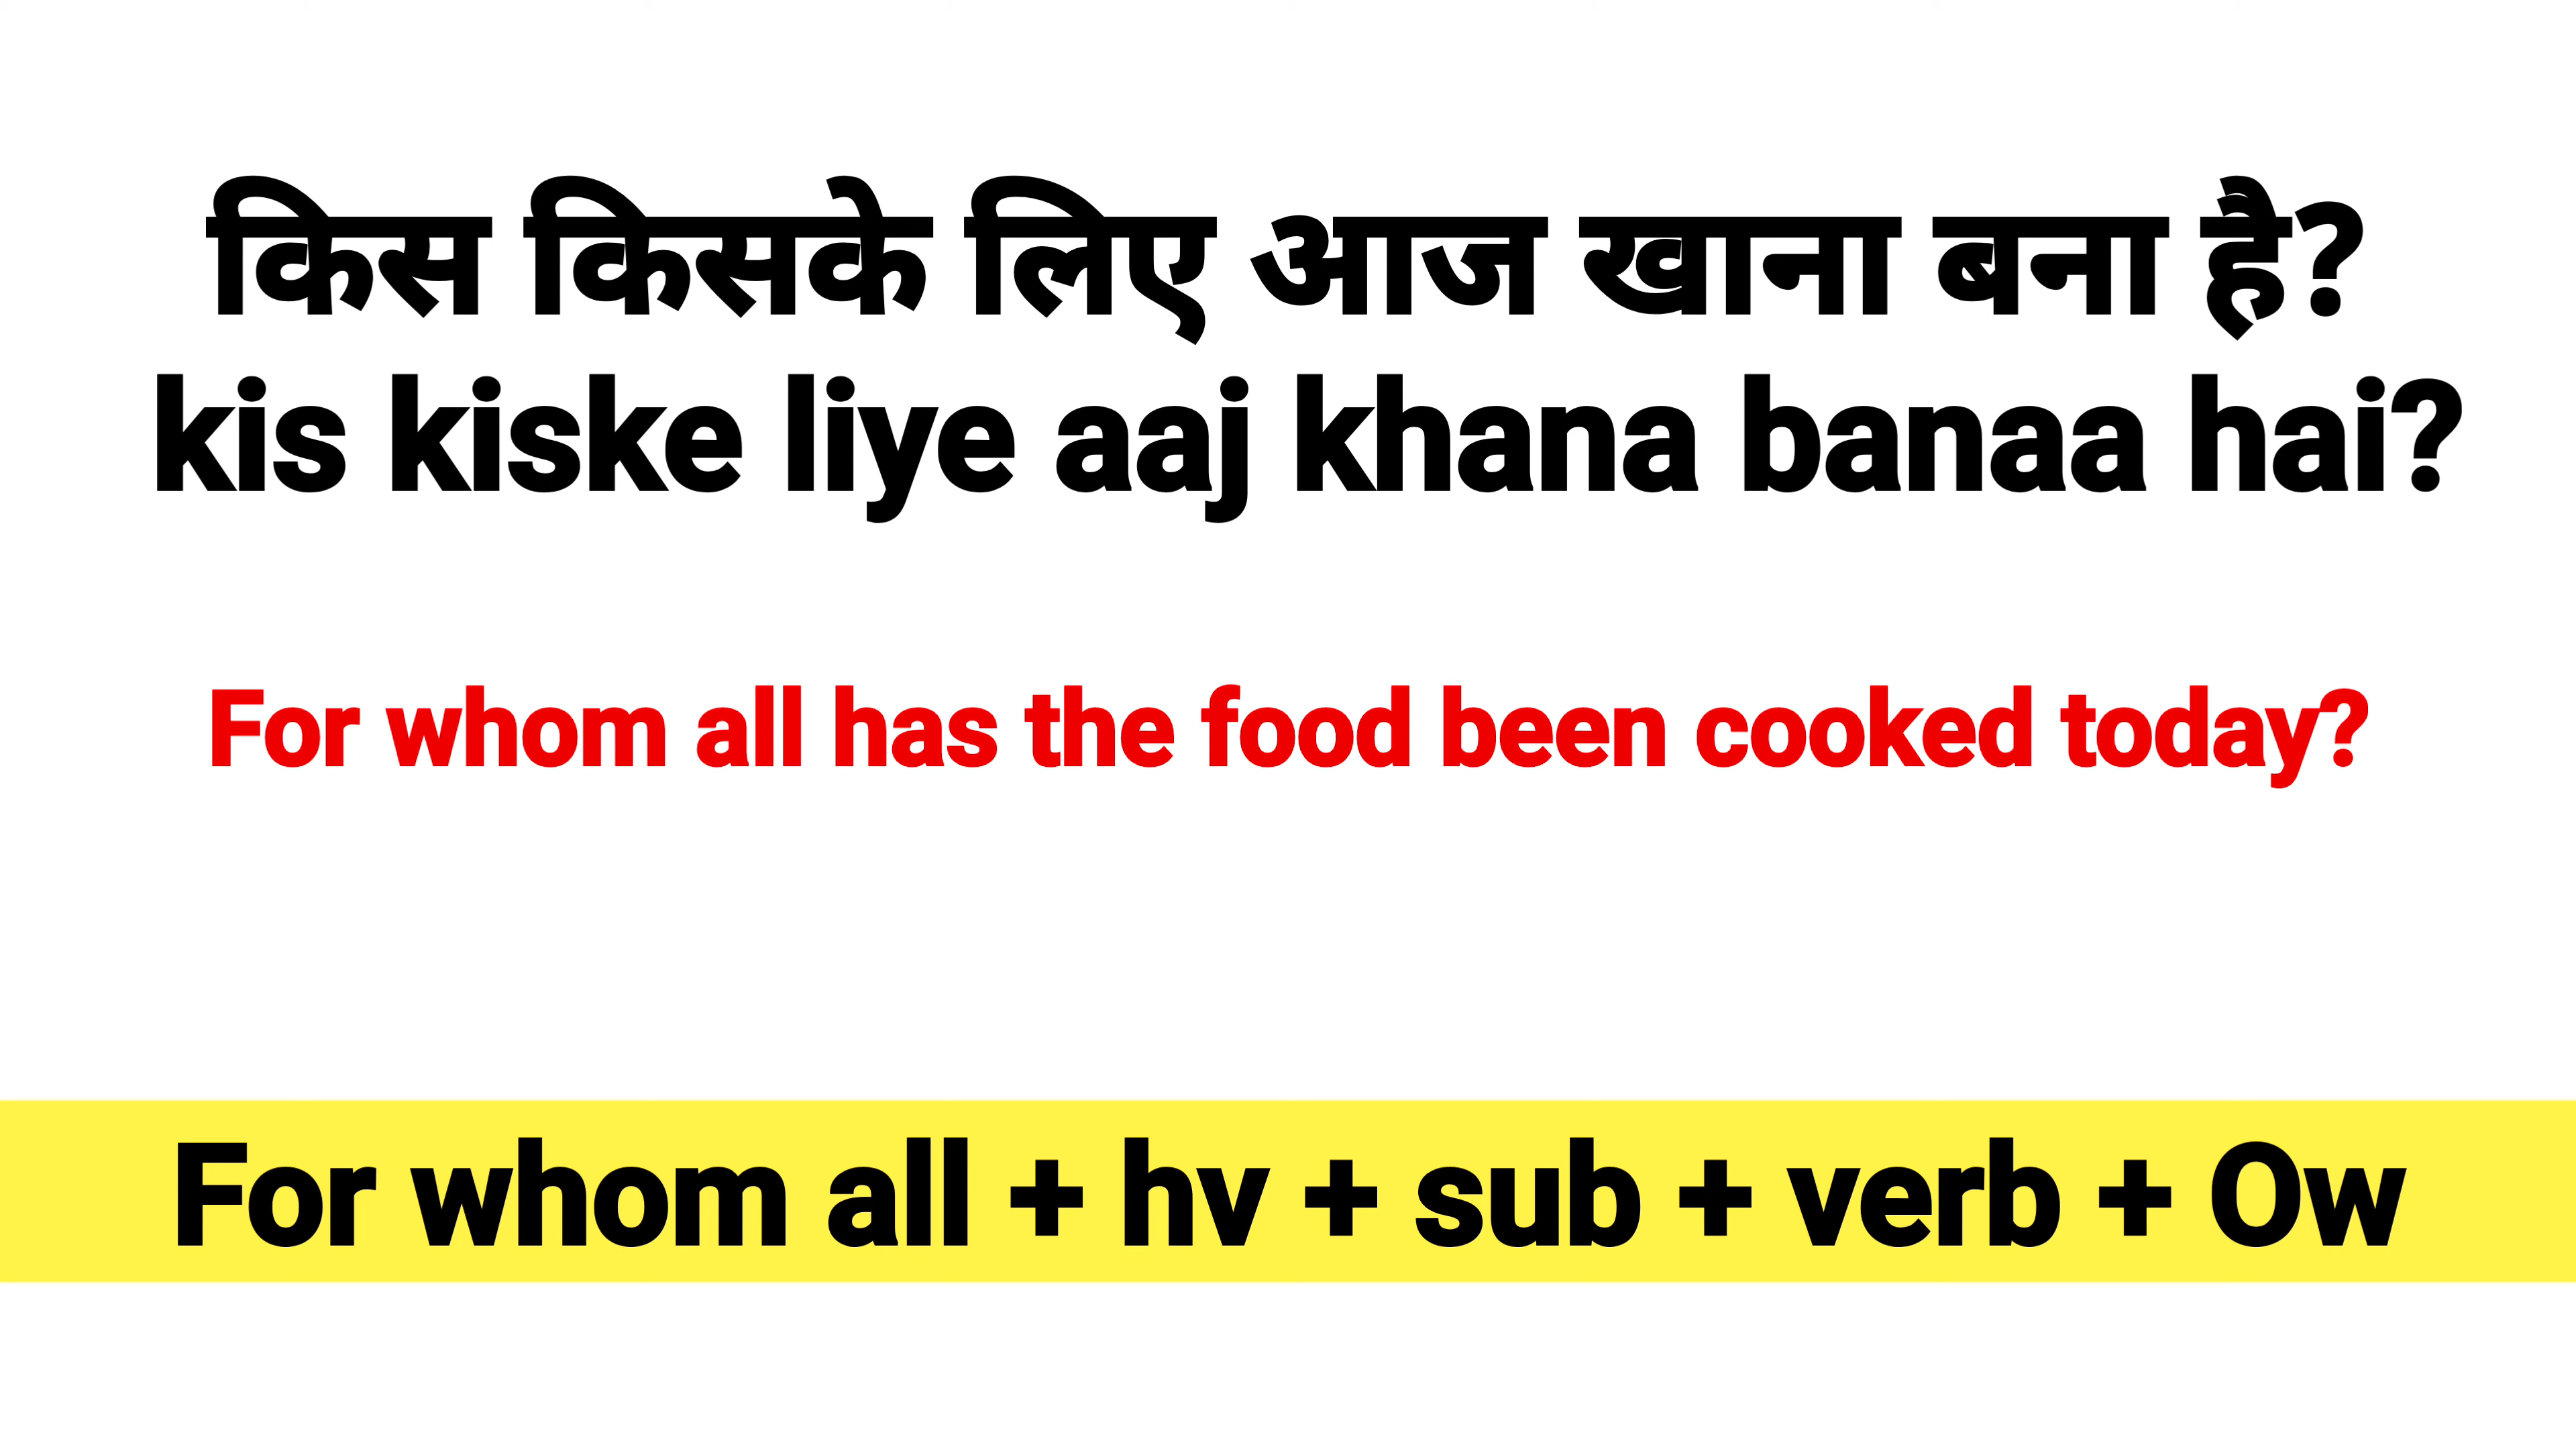 किस किसके लिए आज खाना बना है?
kis kiske liye aaj khana banaa hai?
For whom all has the food been cooked today?
For whom all + hv + sub + verb + Ow